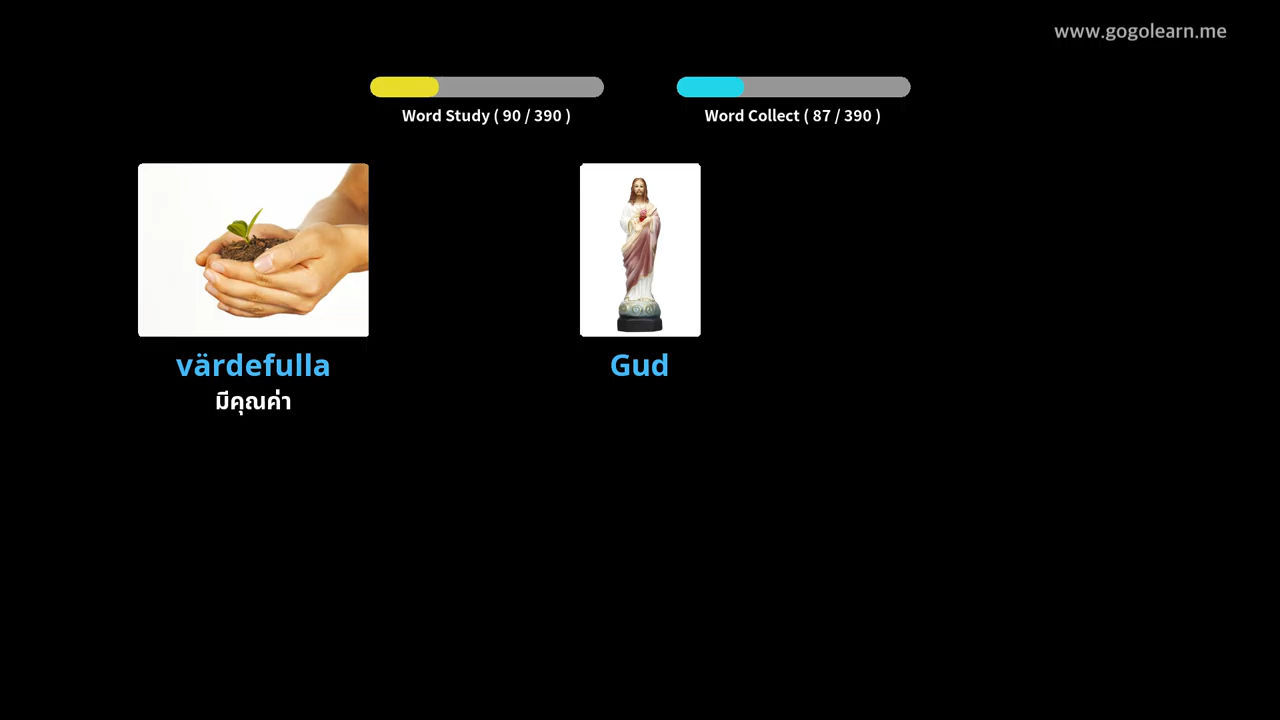 www.gogolearn.me
Word Study ( 90 / 390 )
Word Collect ( 87 / 390 )
värdefulla
มีคุณค่า
Gud